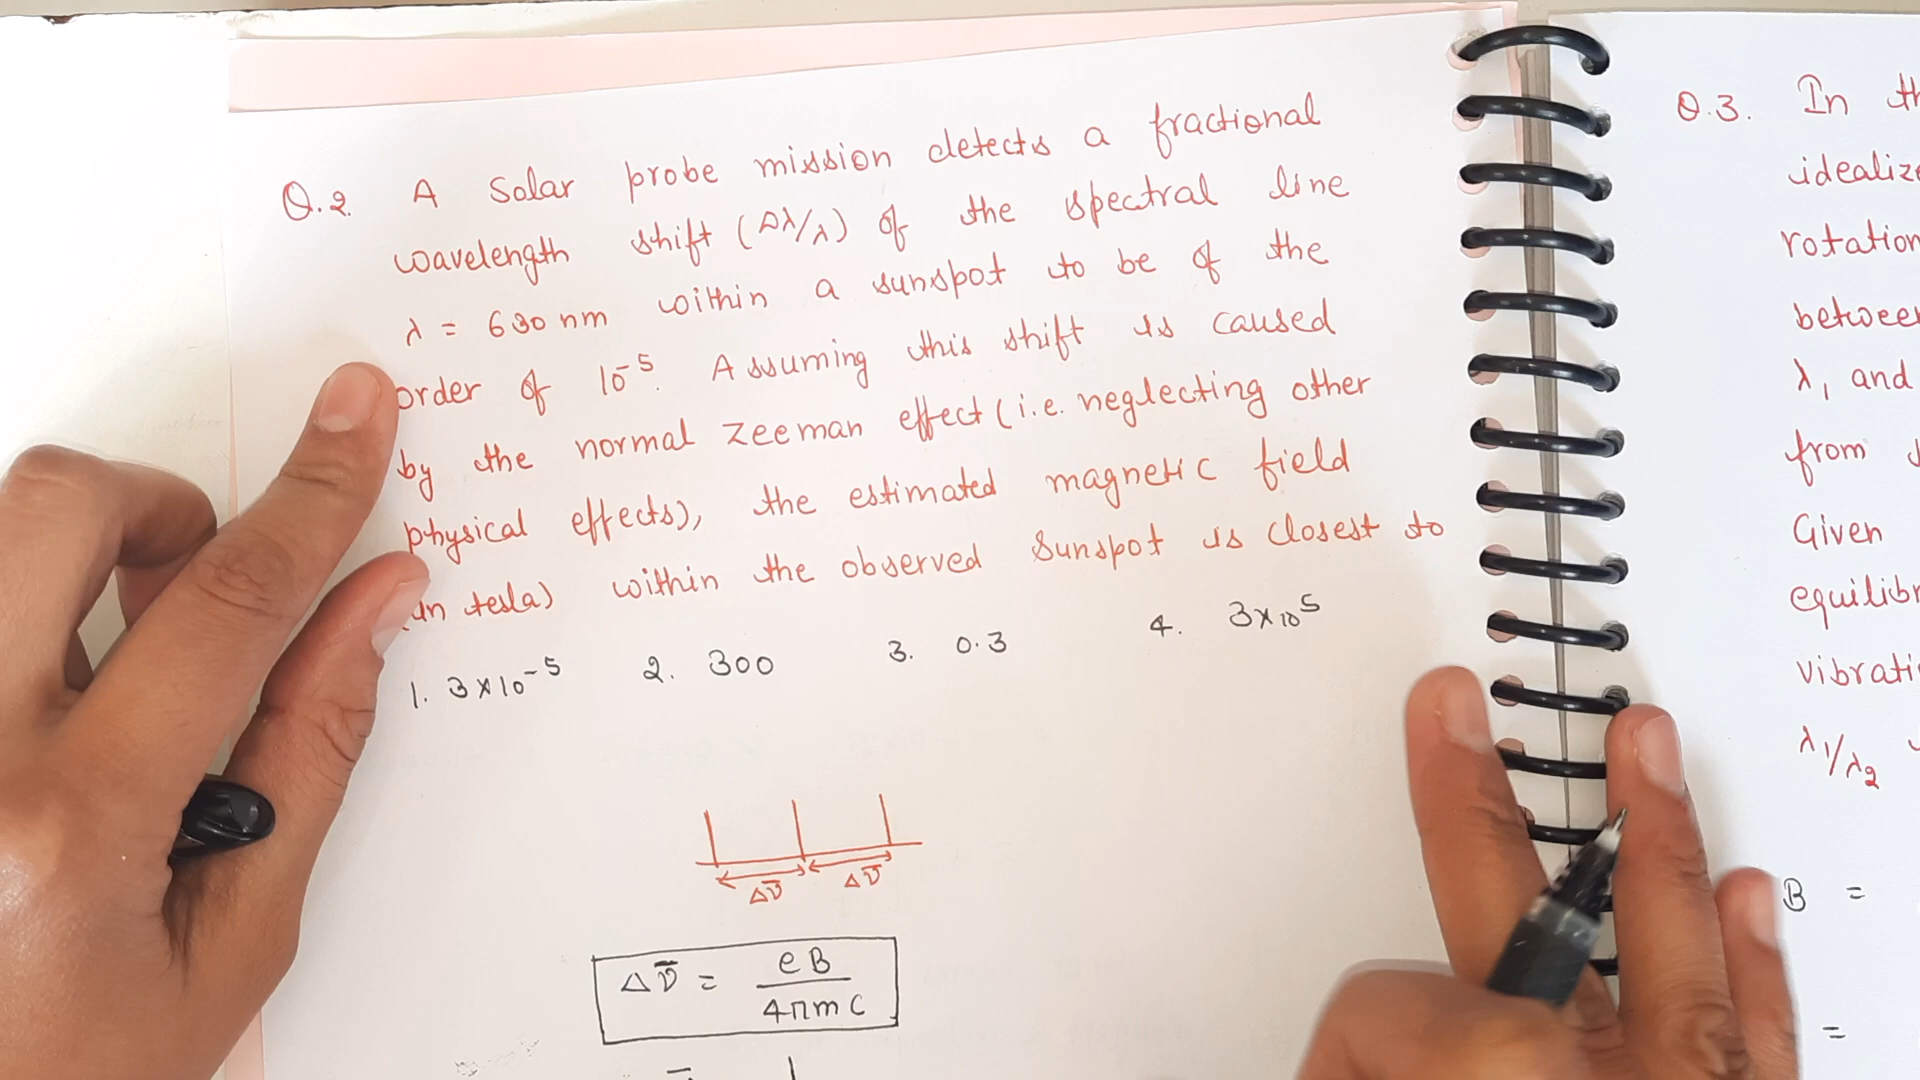 Q.2. A Solar probe mission detects a fractional
wavelength shift (Δλ/λ) of the spectral line
λ = 630 nm within a sunspot to be of the
order of 10⁻⁵. Assuming this shift is caused
by the normal zeeman effect (i.e. neglecting other
physical effects), the estimated magnetic field
(in tesla) within the observed Sunspot is closest to
1. 3×10⁻⁵ 2. 300 3. 0.3 4. 3×10⁵
Δν̄ Δν̄
Δν̄ = eB / 4πmc
Q.3. In
idealize
rotation
between
λ₁ and
from
Given
equilibr
vibrati
λ₁/λ₂
B =
=